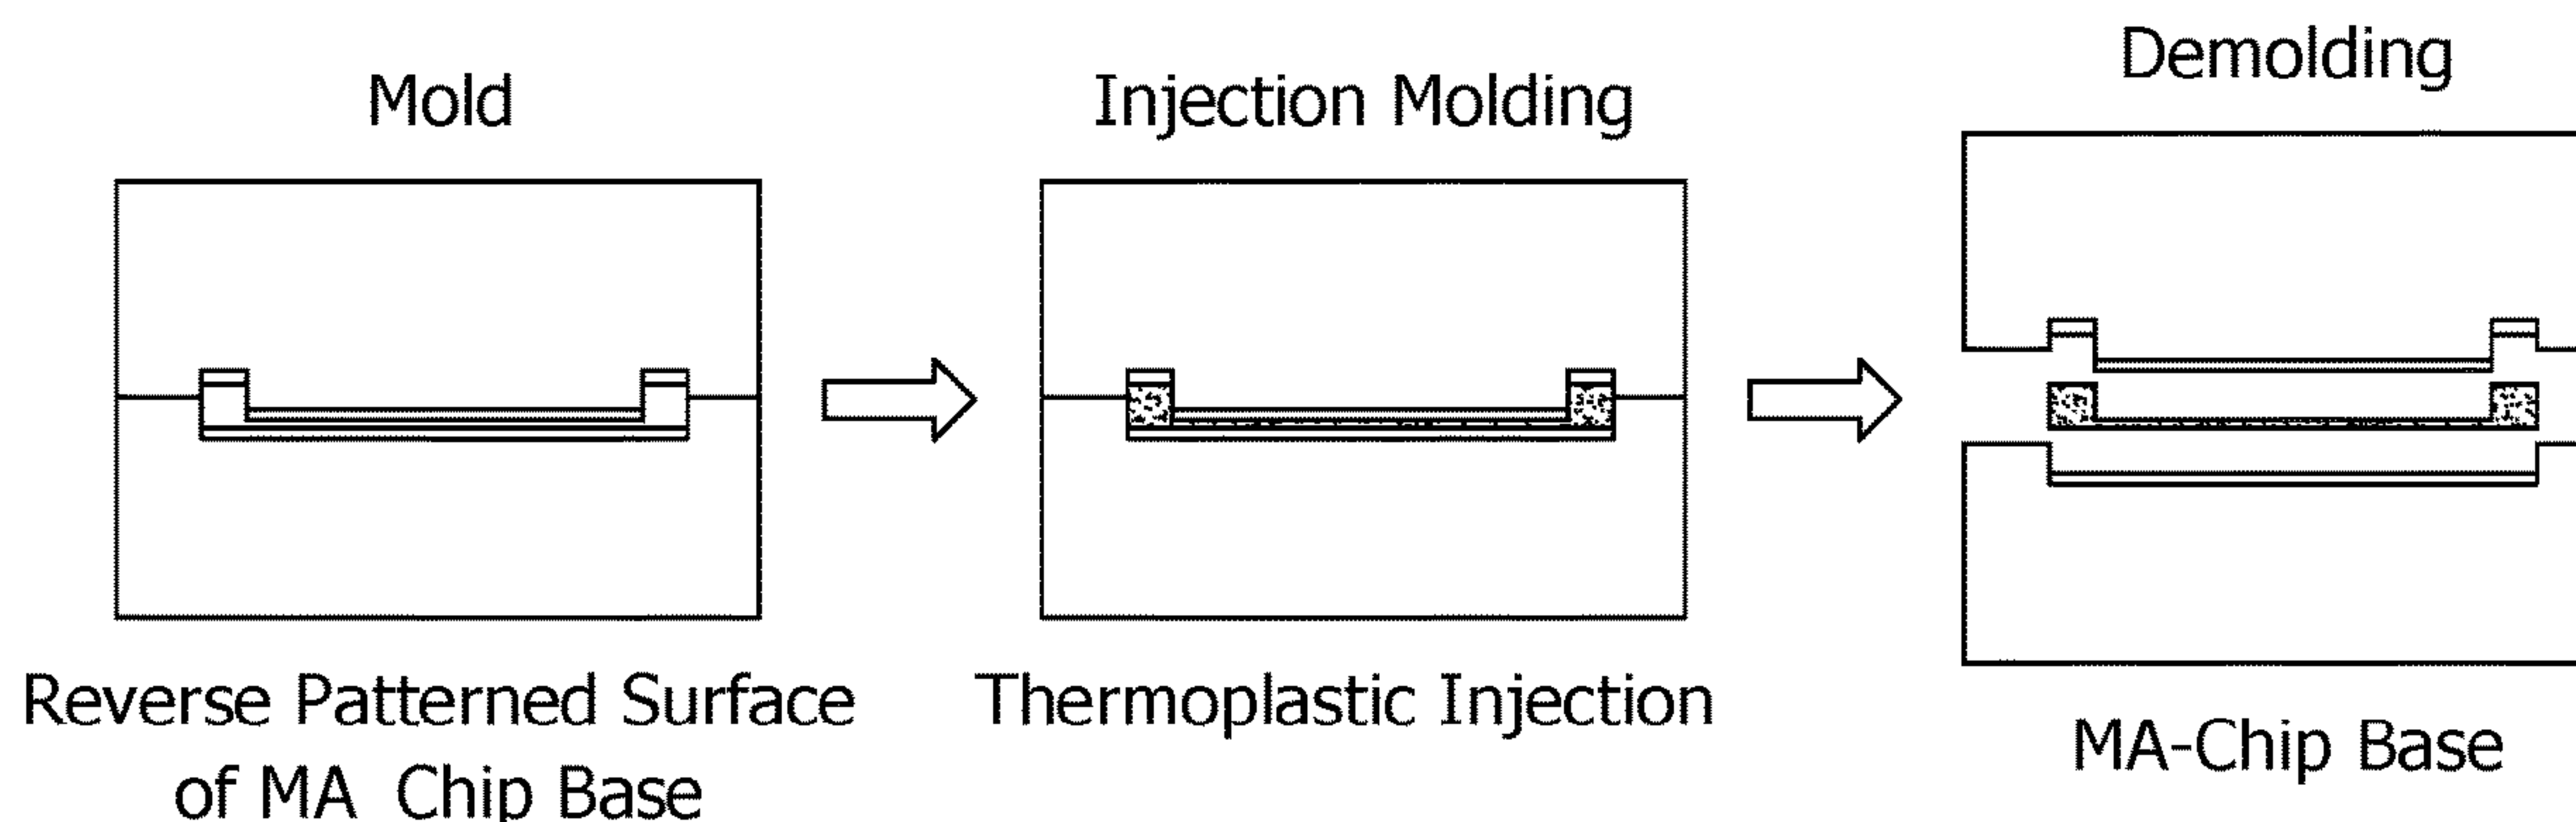 Mold
Reverse Patterned Surface
of MA Chip Base
Injection Molding
Thermoplastic Injection
Demolding
MA-Chip Base